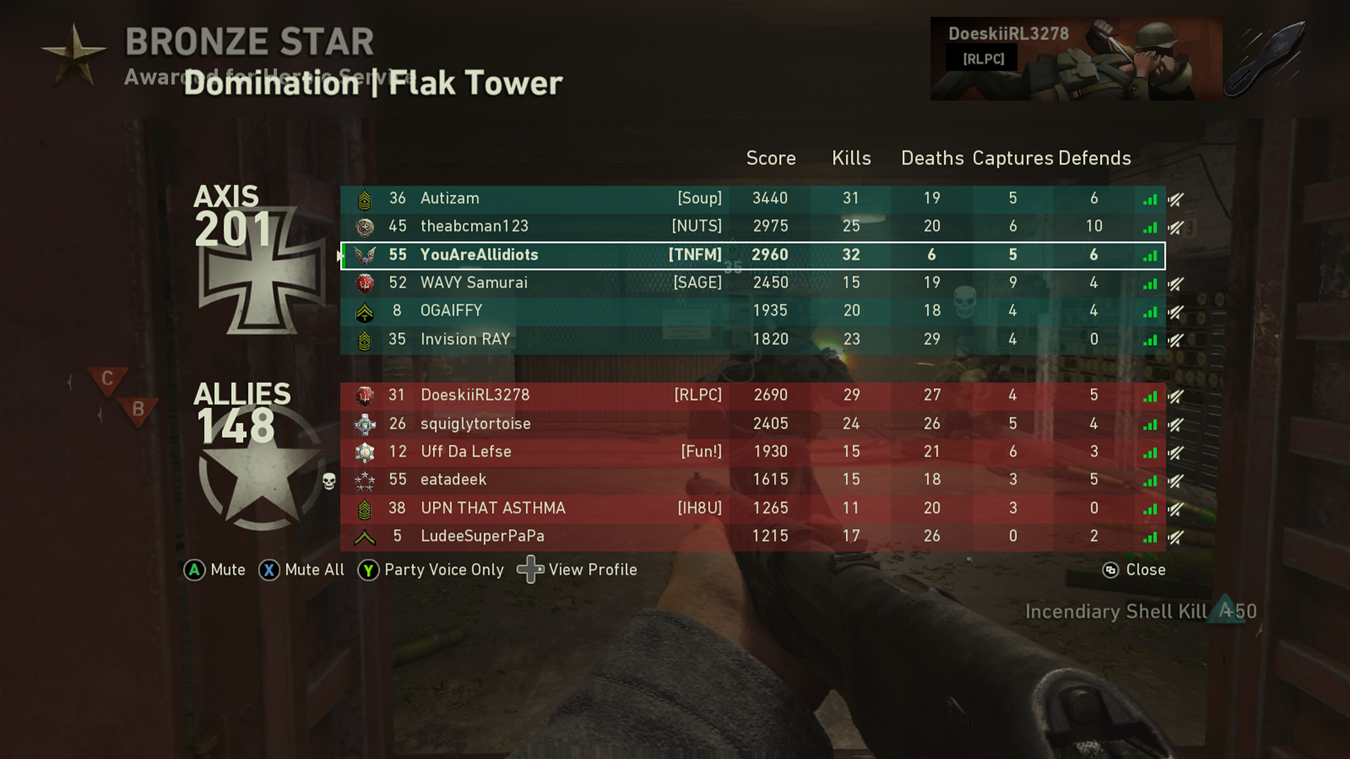 BRONZE STAR
Awarded for Heroic Service
Domination | Flak Tower
DoeskiiRL3278
[RLPC]
Score Kills Deaths Captures Defends
AXIS
201
36 Autizam [Soup] 3440 31 19 5 6
45 theabcman123 [NUTS] 2975 25 20 6 10
55 YouAreAllidiots [TNFM] 2960 32 6 5 6
35
52 WAVY Samurai [SAGE] 2450 15 19 9 4
8 OGAIFFY 1935 20 18 4 4
35 Invision RAY 1820 23 29 4 0
C
B
ALLIES
148
31 DoeskiiRL3278 [RLPC] 2690 29 27 4 5
26 squiglytortoise 2405 24 26 5 4
12 Uff Da Lefse [Fun!] 1930 15 21 6 3
55 eatadeek 1615 15 18 3 5
38 UPN THAT ASTHMA [IH8U] 1265 11 20 3 0
5 LudeeSuperPaPa 1215 17 26 0 2
A Mute X Mute All Y Party Voice Only View Profile Close
Incendiary Shell Kill A +50